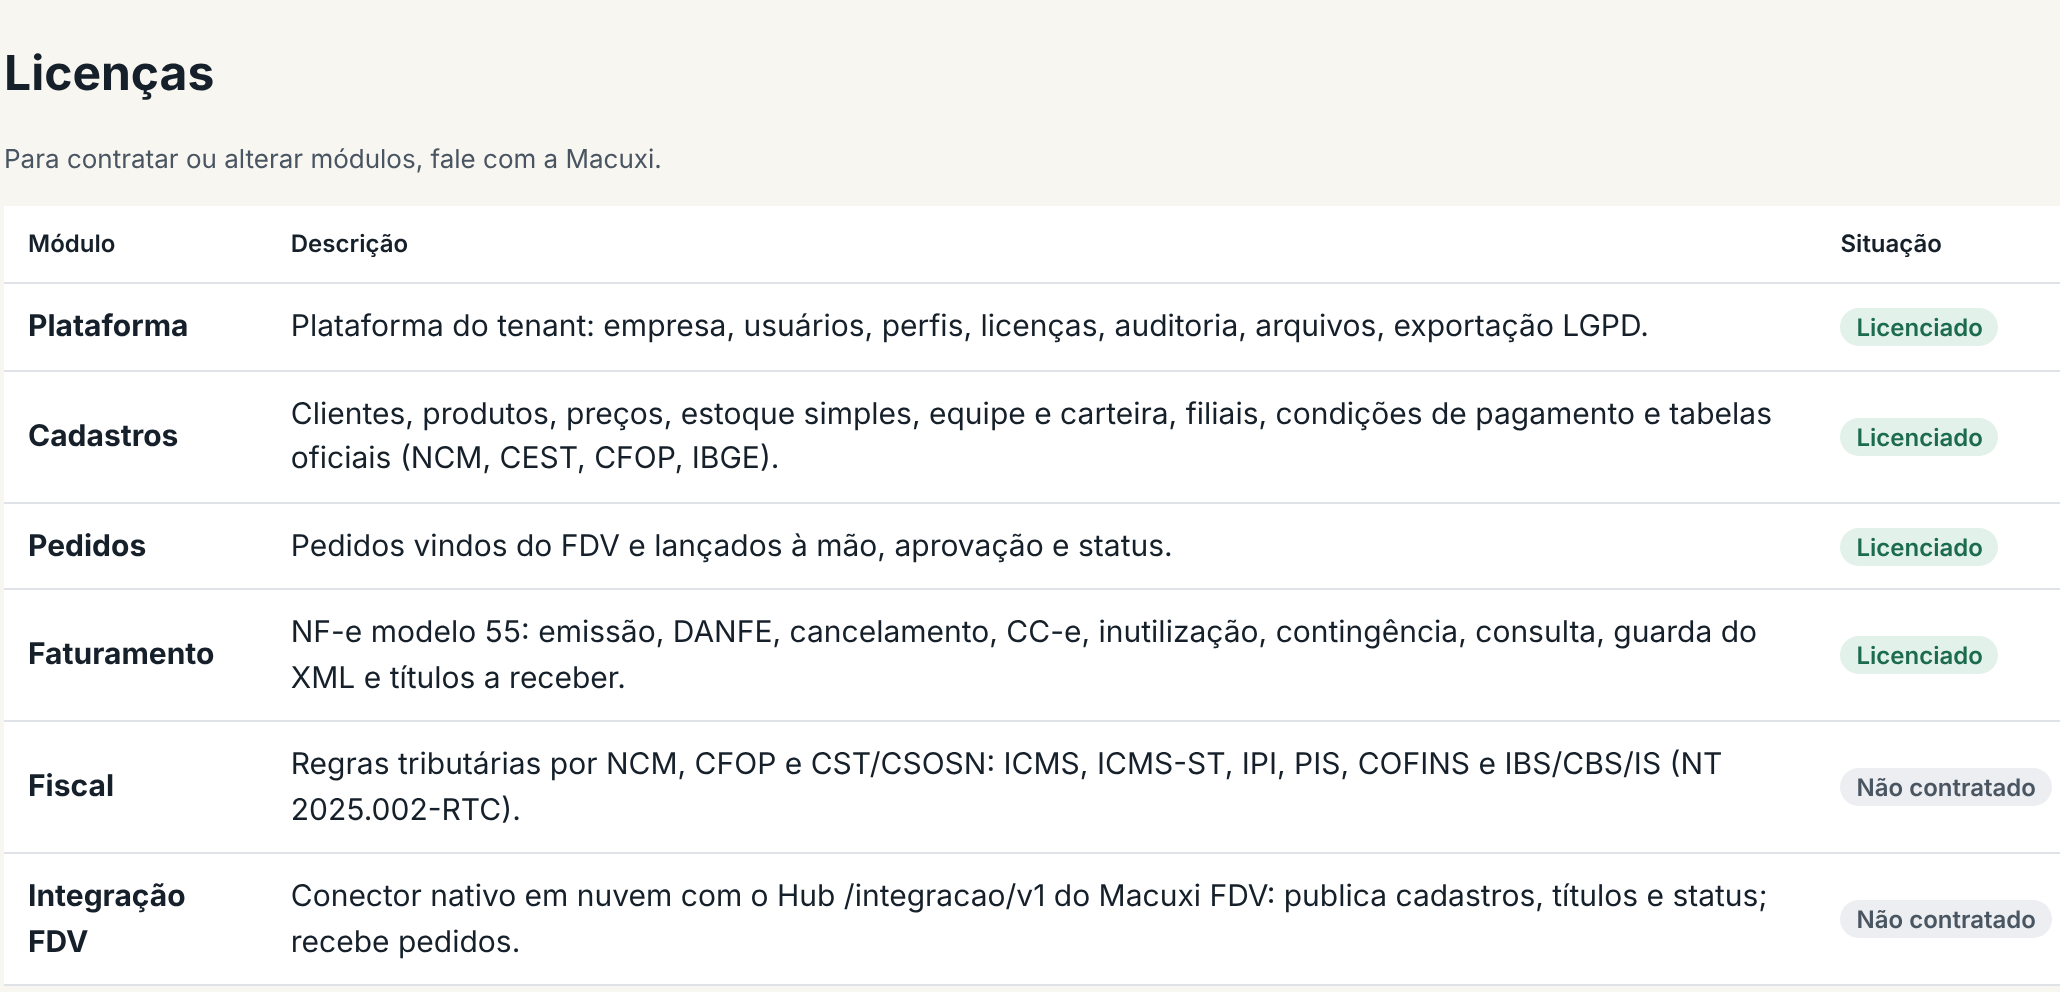 Licenças
Para contratar ou alterar módulos, fale com a Macuxi.
Módulo Descrição Situação
Plataforma Plataforma do tenant: empresa, usuários, perfis, licenças, auditoria, arquivos, exportação LGPD. Licenciado
Cadastros Clientes, produtos, preços, estoque simples, equipe e carteira, filiais, condições de pagamento e tabelas
oficiais (NCM, CEST, CFOP, IBGE). Licenciado
Pedidos Pedidos vindos do FDV e lançados à mão, aprovação e status. Licenciado
Faturamento NF-e modelo 55: emissão, DANFE, cancelamento, CC-e, inutilização, contingência, consulta, guarda do
XML e títulos a receber. Licenciado
Fiscal Regras tributárias por NCM, CFOP e CST/CSOSN: ICMS, ICMS-ST, IPI, PIS, COFINS e IBS/CBS/IS (NT
2025.002-RTC). Não contratado
Integração Conector nativo em nuvem com o Hub /integracao/v1 do Macuxi FDV: publica cadastros, títulos e status;
FDV recebe pedidos. Não contratado